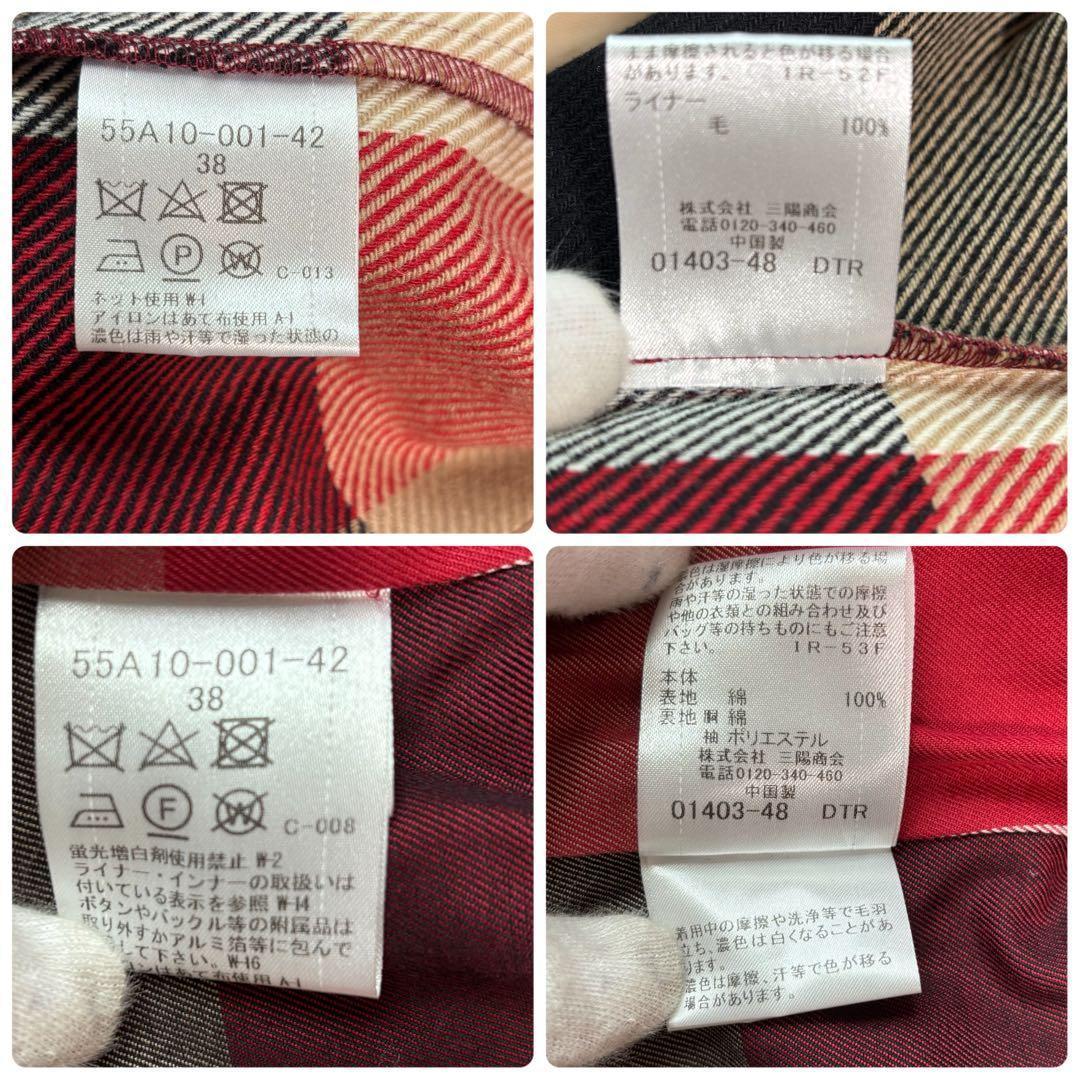 55A10-001-42
38
P W C-013
ネット使用 W-1
アイロンはあて布使用 A-1
濃色は雨や汗等で湿った状態の
まま摩擦されると色が移る場合
があります。 IR-52F
ライナー
毛 100%
株式会社 三陽商会
電話0120-340-460
中国製
01403-48 DTR
55A10-001-42
38
F W C-008
蛍光増白剤使用禁止 W-2
ライナー・インナーの取扱いは
付いている表示を参照 W-14
ボタンやバックル等の附属品は
取り外すかアルミ箔等に包んで
して下さい。W-16
はあて布使用 A-1
色は湿摩擦により色が移る場
合があります。
雨や汗等の湿った状態での摩擦
や他の衣類との組み合わせ及び
バッグ等の持ちものにもご注意
下さい。 IR-53F
本体
表地 綿 100%
裏地 胴 綿
袖 ポリエステル
株式会社 三陽商会
電話0120-340-460
中国製
01403-48 DTR
着用中の摩擦や洗浄等で毛羽
立ち、濃色は白くなることがあ
ります。
濃色は摩擦、汗等で色が移る
場合があります。